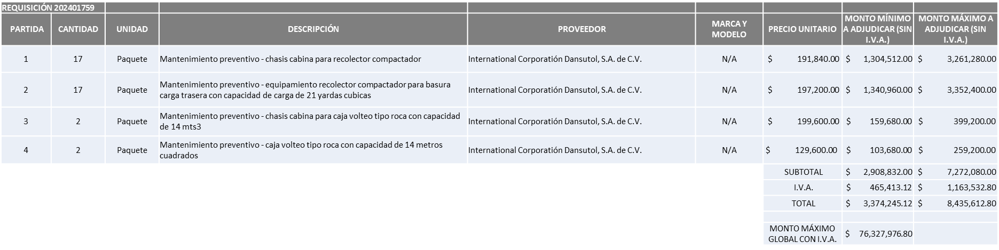 REQUISICIÓN 202401759
PARTIDA CANTIDAD UNIDAD DESCRIPCIÓN PROVEEDOR MARCA Y MODELO PRECIO UNITARIO MONTO MÍNIMO A ADJUDICAR (SIN I.V.A.) MONTO MÁXIMO A ADJUDICAR (SIN I.V.A.)
1 17 Paquete Mantenimiento preventivo - chasis cabina para recolector compactador International Corporatión Dansutol, S.A. de C.V. N/A $ 191,840.00 $ 1,304,512.00 $ 3,261,280.00
2 17 Paquete Mantenimiento preventivo - equipamiento recolector compactador para basura carga trasera con capacidad de carga de 21 yardas cubicas International Corporatión Dansutol, S.A. de C.V. N/A $ 197,200.00 $ 1,340,960.00 $ 3,352,400.00
3 2 Paquete Mantenimiento preventivo - chasis cabina para caja volteo tipo roca con capacidad de 14 mts3 International Corporatión Dansutol, S.A. de C.V. N/A $ 199,600.00 $ 159,680.00 $ 399,200.00
4 2 Paquete Mantenimiento preventivo - caja volteo tipo roca con capacidad de 14 metros cuadrados International Corporatión Dansutol, S.A. de C.V. N/A $ 129,600.00 $ 103,680.00 $ 259,200.00
SUBTOTAL $ 2,908,832.00 $ 7,272,080.00
I.V.A. $ 465,413.12 $ 1,163,532.80
TOTAL $ 3,374,245.12 $ 8,435,612.80
MONTO MÁXIMO GLOBAL CON I.V.A. $ 76,327,976.80